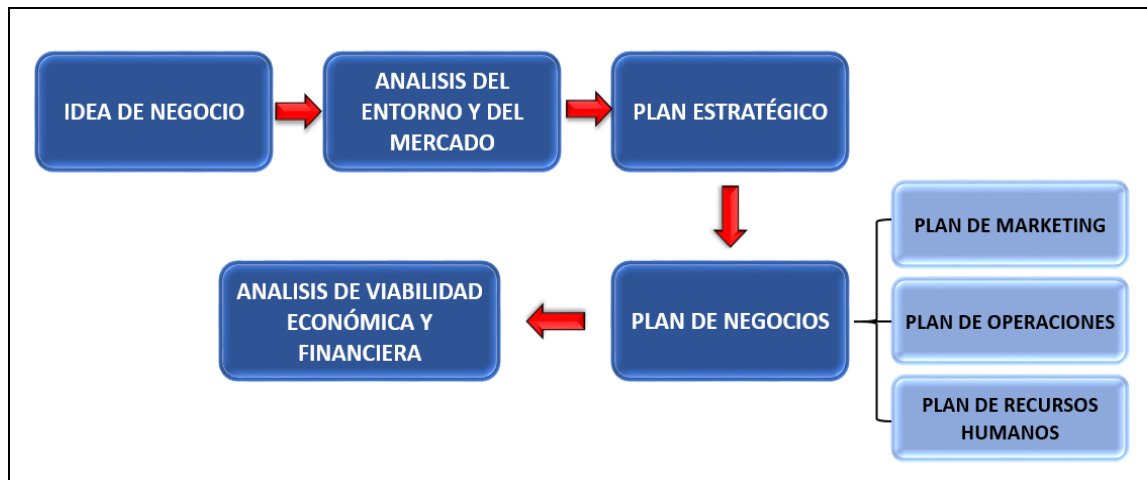 IDEA DE NEGOCIO
ANALISIS DEL
ENTORNO Y DEL
MERCADO
PLAN ESTRATÉGICO
PLAN DE MARKETING
ANALISIS DE VIABILIDAD
ECONÓMICA Y
FINANCIERA
PLAN DE NEGOCIOS
PLAN DE OPERACIONES
PLAN DE RECURSOS
HUMANOS